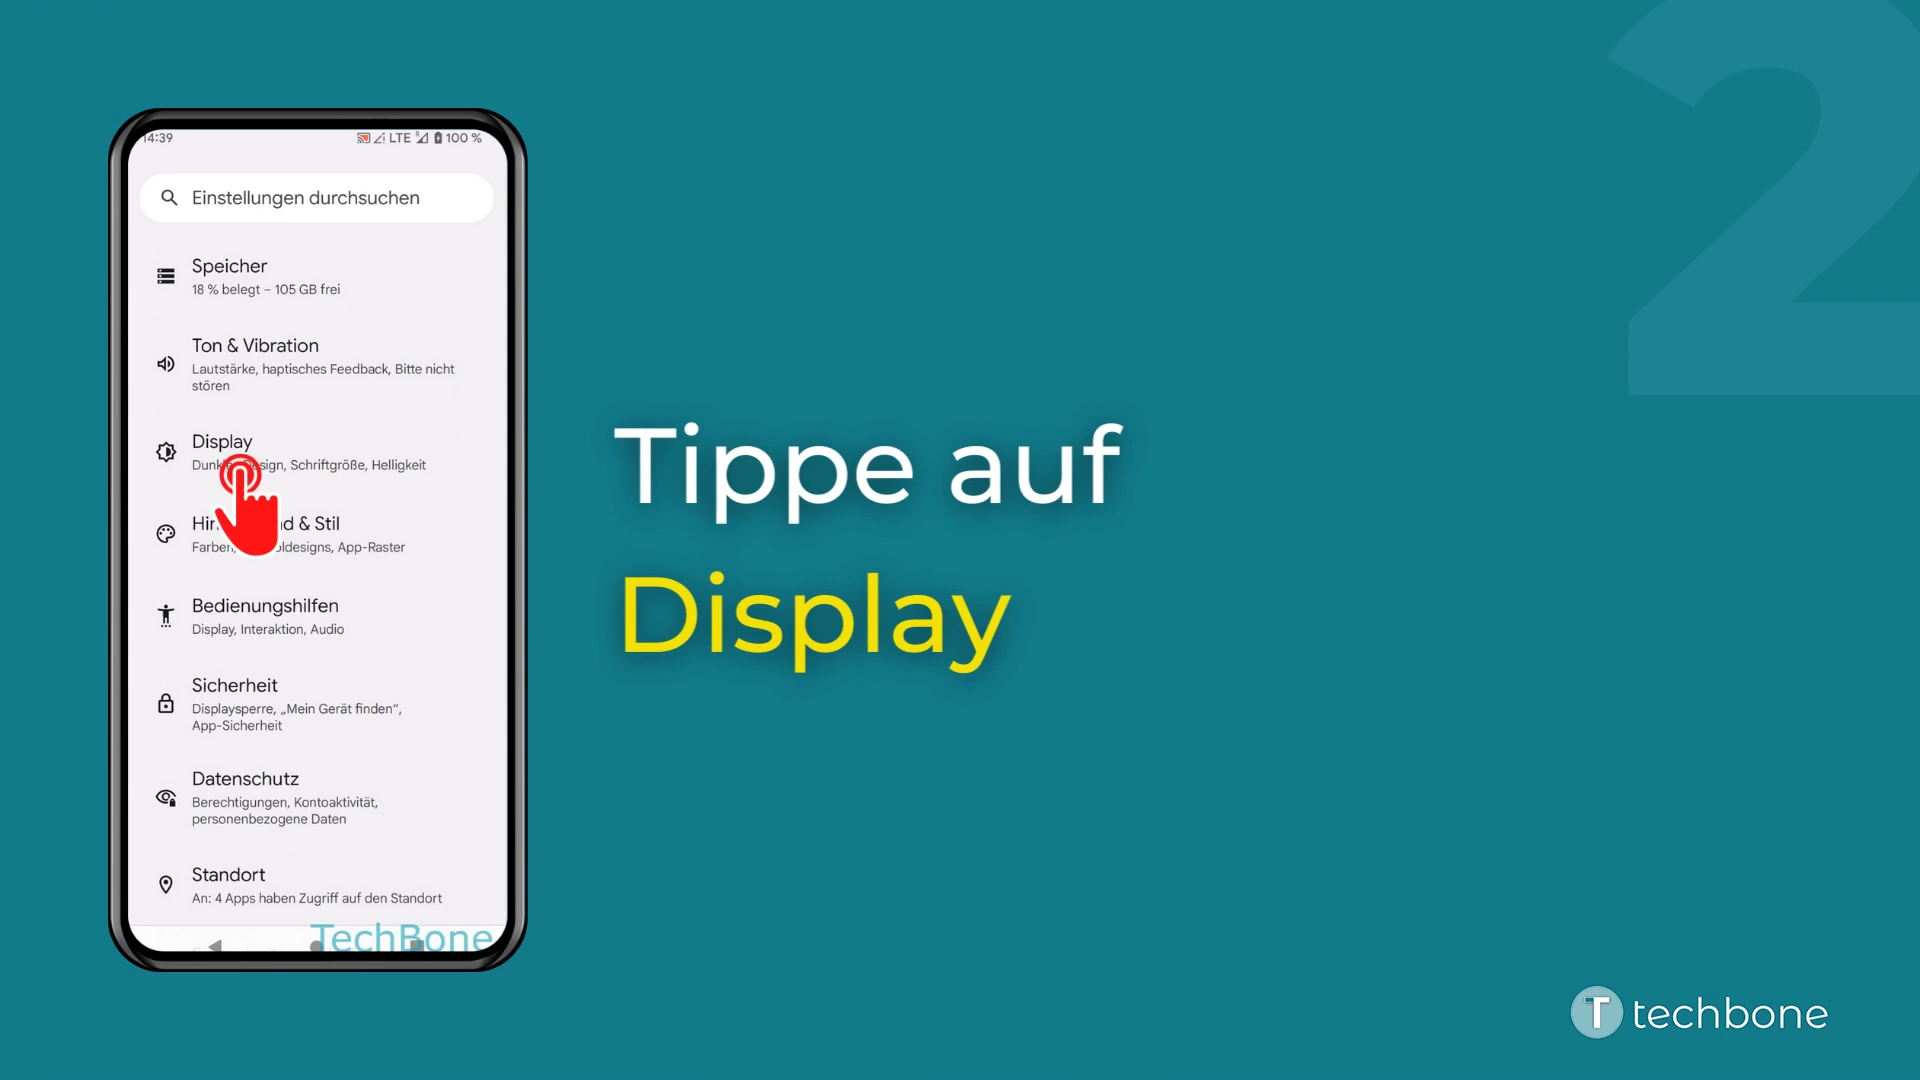 2
14:39
LTE
R
100 %
Einstellungen durchsuchen
Speicher
18 % belegt – 105 GB frei
Ton & Vibration
Lautstärke, haptisches Feedback, Bitte nicht
stören
Display
Schriftgröße, Helligkeit
& Stil
Farben, App-Raster
Bedienungshilfen
Display, Interaktion, Audio
Sicherheit
Displaysperre, „Mein Gerät finden“,
App-Sicherheit
Datenschutz
Berechtigungen, Kontoaktivität,
personenbezogene Daten
Standort
An: 4 Apps haben Zugriff auf den Standort
TechBone
Tippe auf
Display
T techbone